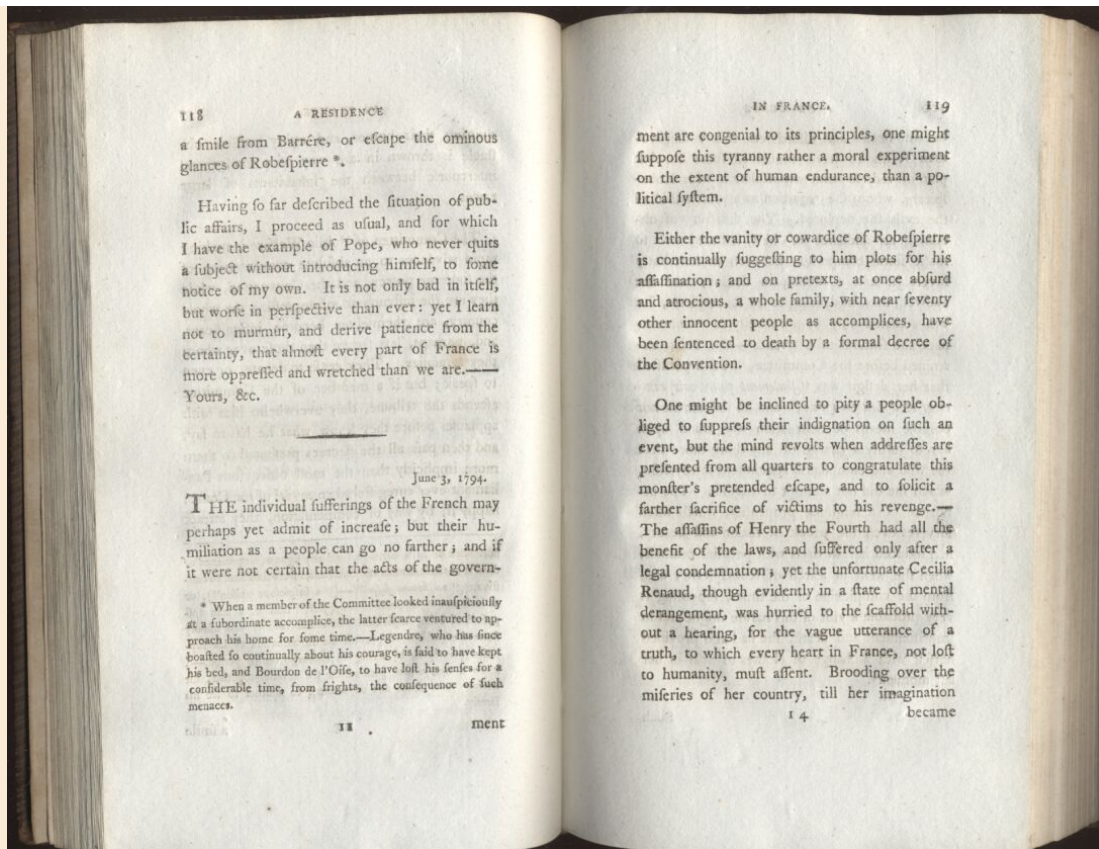 118 A RESIDENCE
a ſmile from Barrére, or eſcape the ominous
glances of Robeſpierre *.
Having ſo far deſcribed the ſituation of pub-
lic affairs, I proceed as uſual, and for which
I have the example of Pope, who never quits
a ſubject without introducing himſelf, to ſome
notice of my own. It is not only bad in itſelf,
but worſe in perſpective than ever: yet I learn
not to murmur, and derive patience from the
certainty, that almoſt every part of France is
more oppreſſed and wretched than we are.——
Yours, &c.
June 3, 1794.
THE individual ſufferings of the French may
perhaps yet admit of increaſe; but their hu-
miliation as a people can go no farther; and if
it were not certain that the acts of the govern-
* When a member of the Committee looked inauſpiciouſly
at a ſubordinate accomplice, the latter ſcarce ventured to ap-
proach his home for ſome time.—Legendre, who has ſince
boaſted ſo continually about his courage, is ſaid to have kept
his bed, and Bourdon de l'Oiſe, to have loſt his ſenſes for a
conſiderable time, from frights, the conſequence of ſuch
menaces.
ment
IN FRANCE. 119
ment are congenial to its principles, one might
ſuppoſe this tyranny rather a moral experiment
on the extent of human endurance, than a po-
litical ſyſtem.
Either the vanity or cowardice of Robeſpierre
is continually ſuggeſting to him plots for his
aſſaſſination; and on pretexts, at once abſurd
and atrocious, a whole family, with near ſeventy
other innocent people as accomplices, have
been ſentenced to death by a formal decree of
the Convention.
One might be inclined to pity a people ob-
liged to ſuppreſs their indignation on ſuch an
event, but the mind revolts when addreſſes are
preſented from all quarters to congratulate this
monſter's pretended eſcape, and to ſolicit a
farther ſacrifice of victims to his revenge.—
The aſſaſſins of Henry the Fourth had all the
benefit of the laws, and ſuffered only after a
legal condemnation; yet the unfortunate Cecilia
Renaud, though evidently in a ſtate of mental
derangement, was hurried to the ſcaffold with-
out a hearing, for the vague utterance of a
truth, to which every heart in France, not loſt
to humanity, muſt aſſent. Brooding over the
miſeries of her country, till her imagination
I 4 became